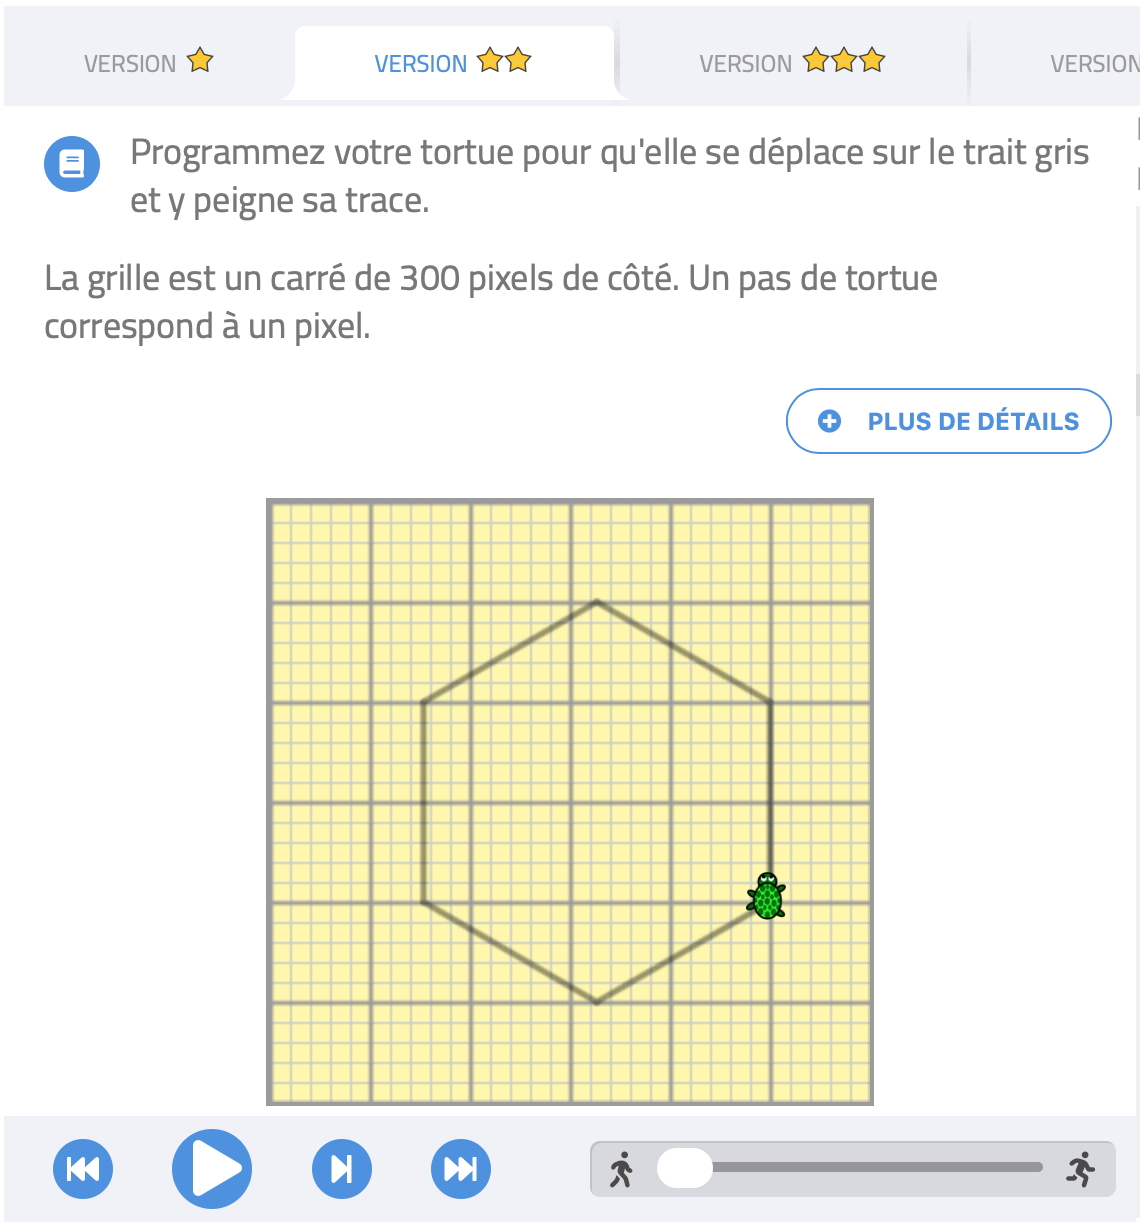 VERSION
VERSION
VERSION
VERSION
Programmez votre tortue pour qu'elle se déplace sur le trait gris
et y peigne sa trace.
La grille est un carré de 300 pixels de côté. Un pas de tortue
correspond à un pixel.
PLUS DE DÉTAILS